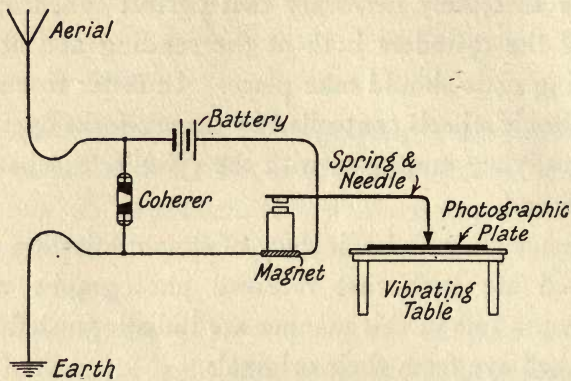 Aerial
Battery
Coherer
Spring &
Needle
Photographic
Plate
Magnet
Vibrating
Table
Earth